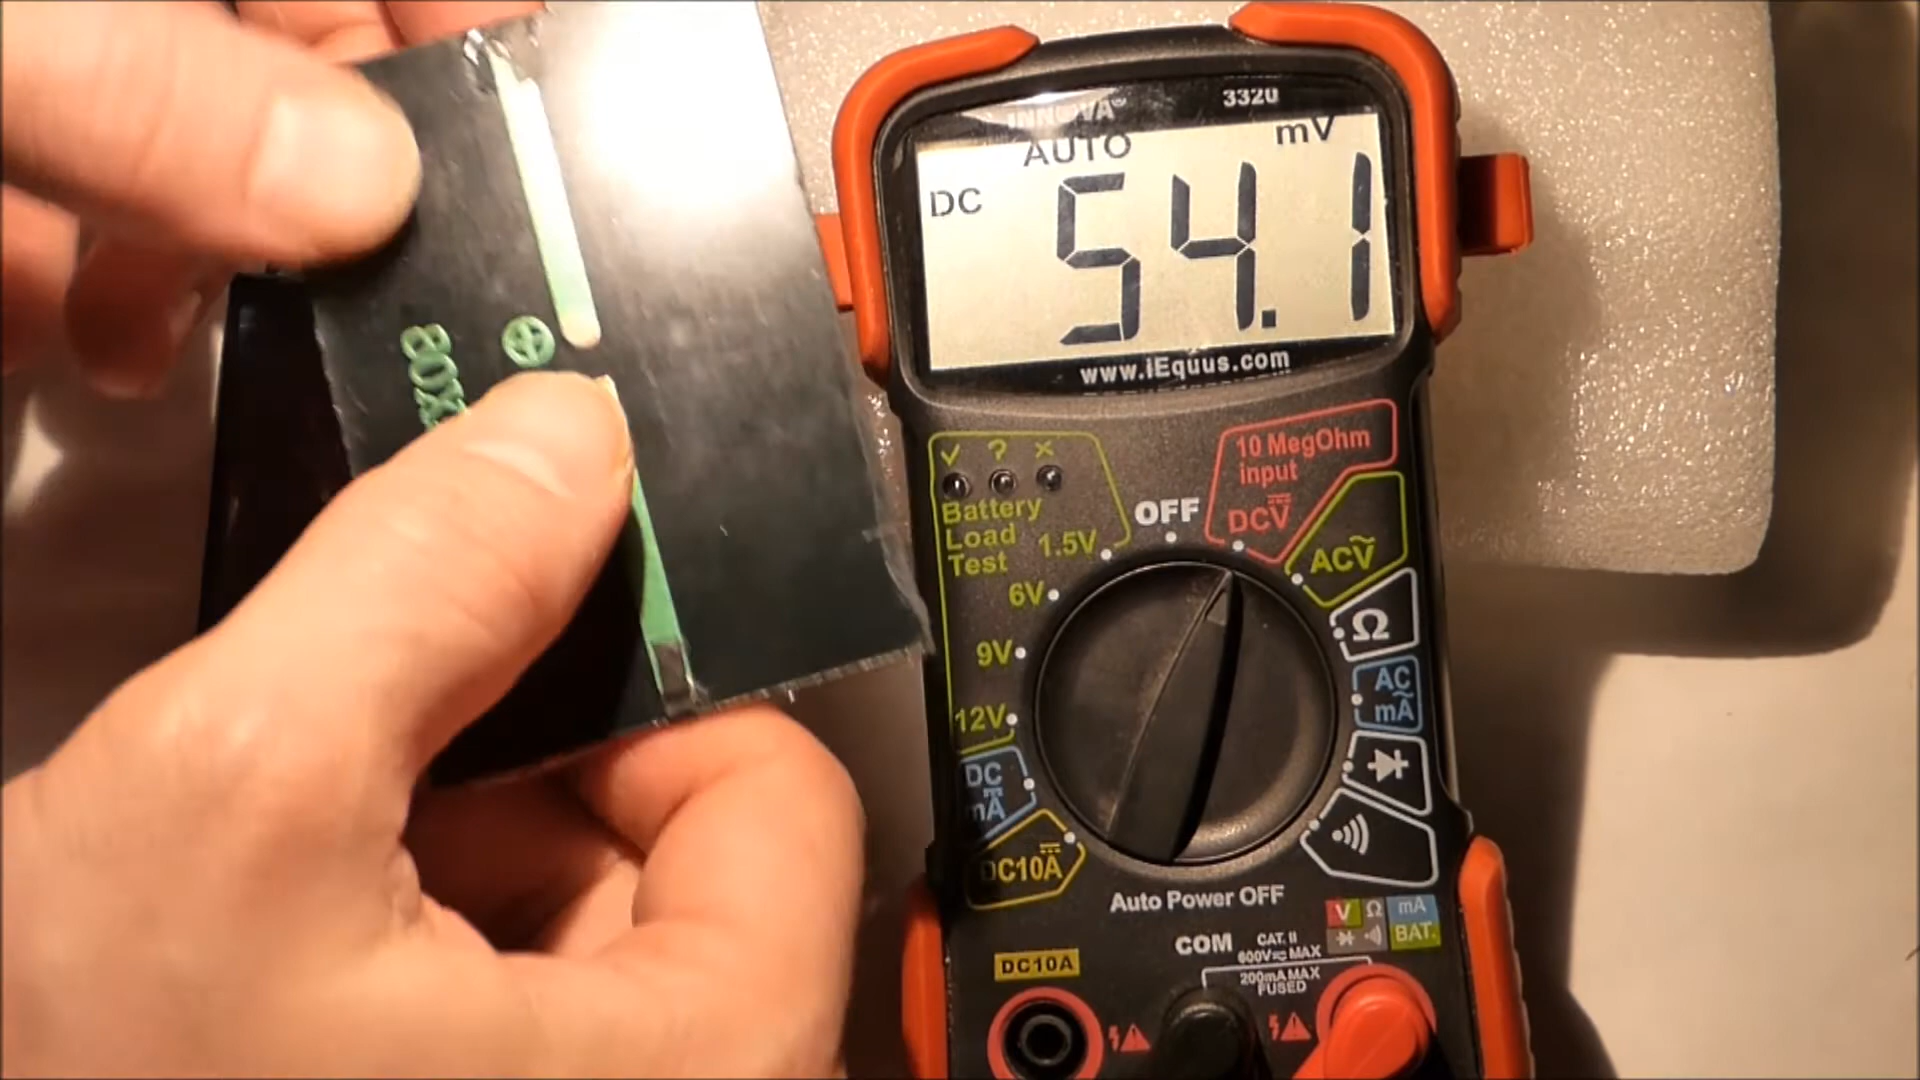 80X
INNOVA® 3320
AUTO mV
DC 54.1
www.iEquus.com
✓ ? ×
Battery
Load
Test
1.5V
6V
9V
12V
DC
mA
DC10A
OFF
10 MegOhm
input
DCV
ACV
Ω
AC
mA
Auto Power OFF
COM
CAT. II
600V MAX
200mA MAX
FUSED
DC10A
V Ω mA
BAT.